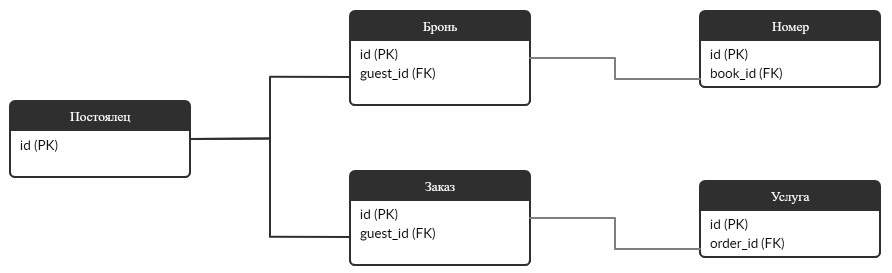 Постоялец
id (PK)
Бронь
id (PK)
guest_id (FK)
Номер
id (PK)
book_id (FK)
Заказ
id (PK)
guest_id (FK)
Услуга
id (PK)
order_id (FK)